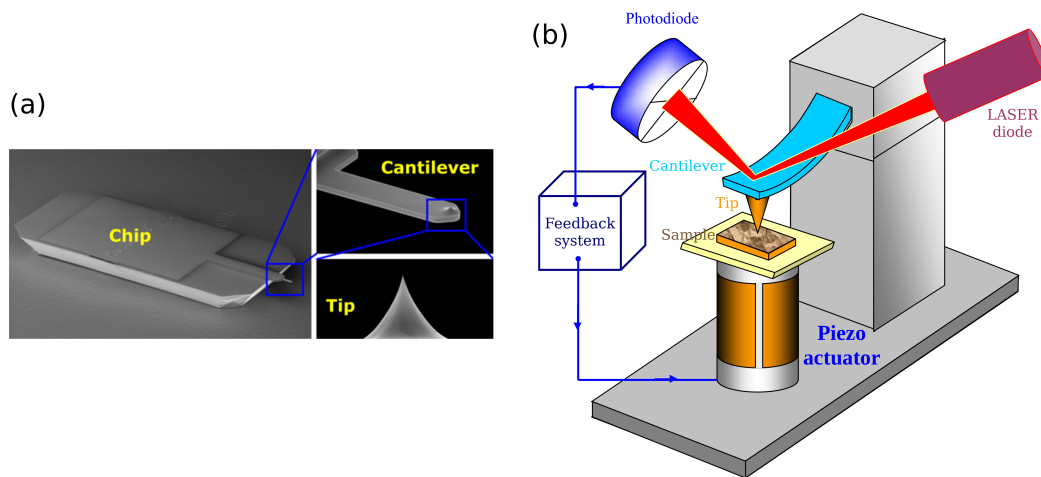 (a)
Chip
Cantilever
Tip
(b)
Photodiode
LASER
diode
Cantilever
Tip
Sample
Feedback
system
Piezo
actuator